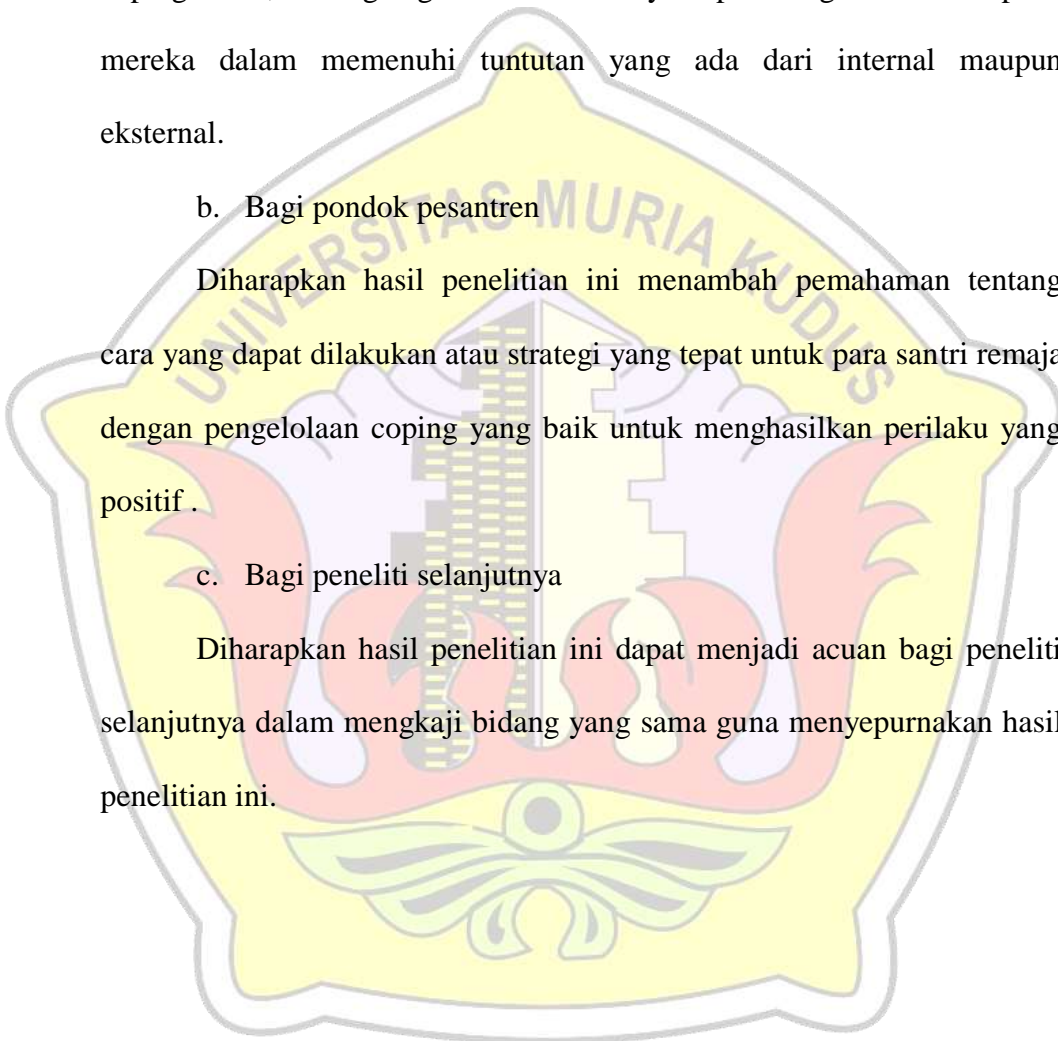 mereka dalam memenuhi tuntutan yang ada dari internal maupun
eksternal.
b. Bagi pondok pesantren
UNIVERSITAS MURIA KUDUS
Diharapkan hasil penelitian ini menambah pemahaman tentang
cara yang dapat dilakukan atau strategi yang tepat untuk para santri remaja
dengan pengelolaan coping yang baik untuk menghasilkan perilaku yang
positif .
c. Bagi peneliti selanjutnya
Diharapkan hasil penelitian ini dapat menjadi acuan bagi peneliti
selanjutnya dalam mengkaji bidang yang sama guna menyepurnakan hasil
penelitian ini.